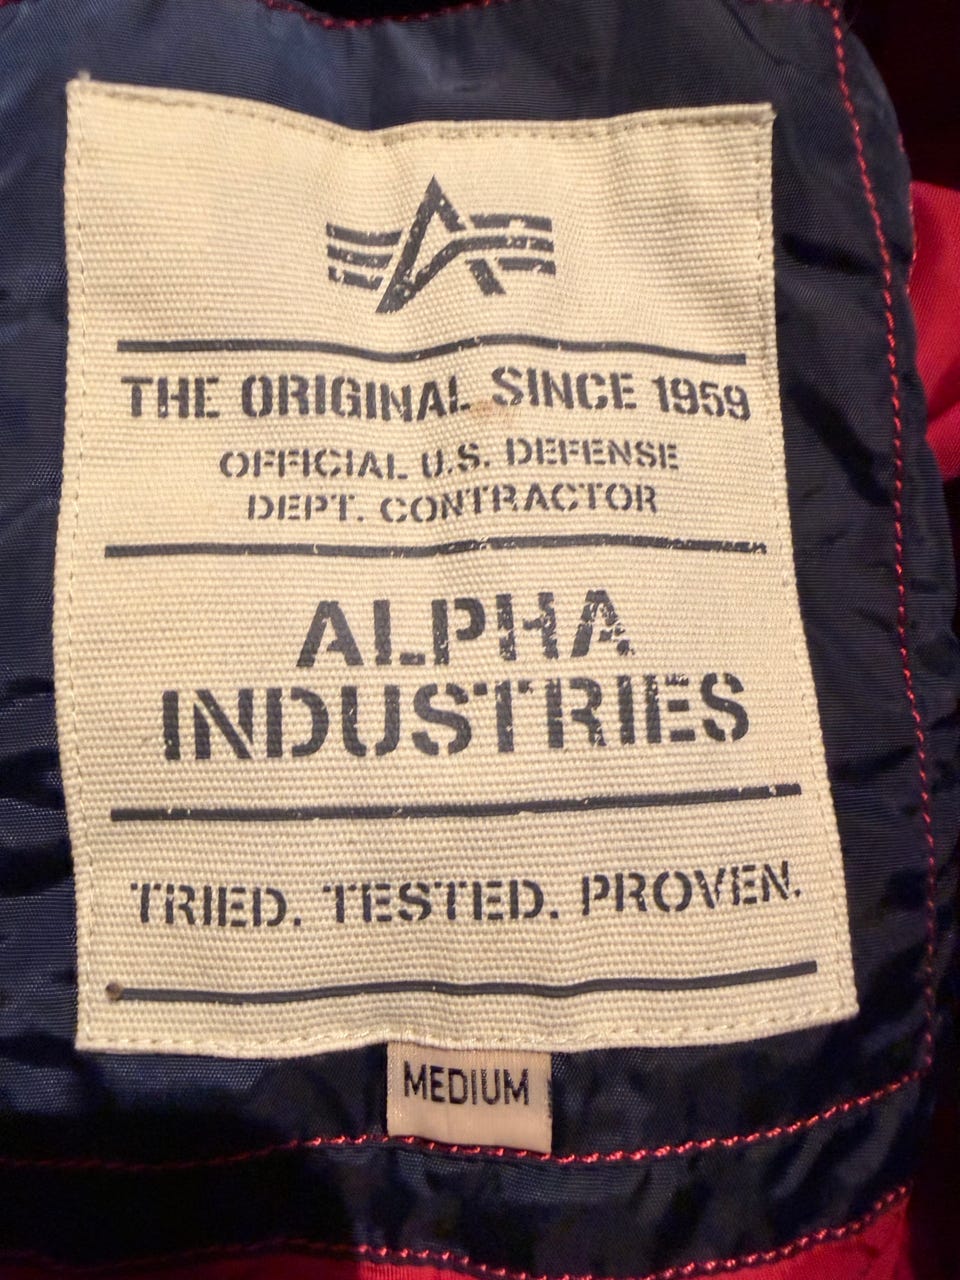 THE ORIGINAL SINCE 1959
OFFICIAL U.S. DEFENSE
DEPT. CONTRACTOR
ALPHA
INDUSTRIES
TRIED. TESTED. PROVEN.
MEDIUM